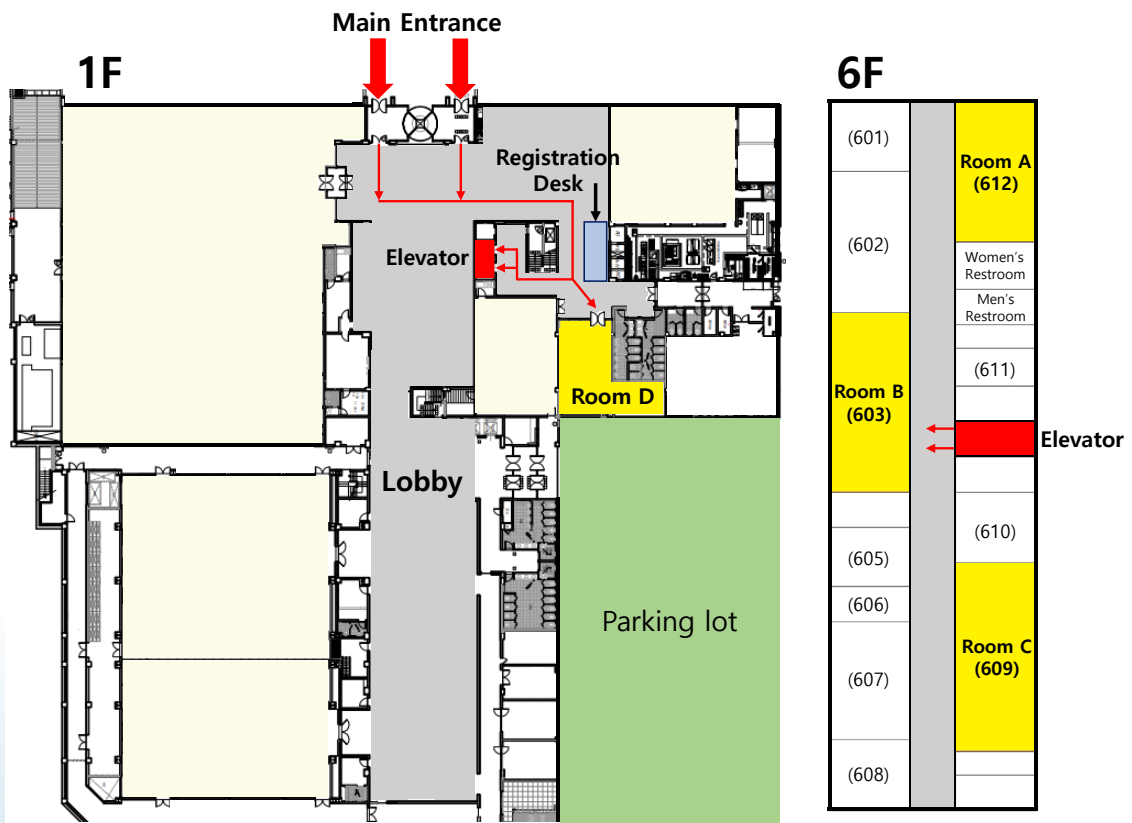 Main Entrance
1F
Registration
Desk
Elevator
Room D
Lobby
Parking lot
6F
(601)
(602)
Room B
(603)
(605)
(606)
(607)
(608)
Room A
(612)
Women's
Restroom
Men's
Restroom
(611)
Elevator
(610)
Room C
(609)